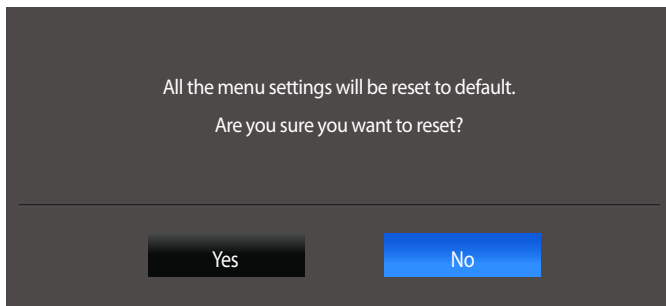 All the menu settings will be reset to default.
Are you sure you want to reset?
Yes No